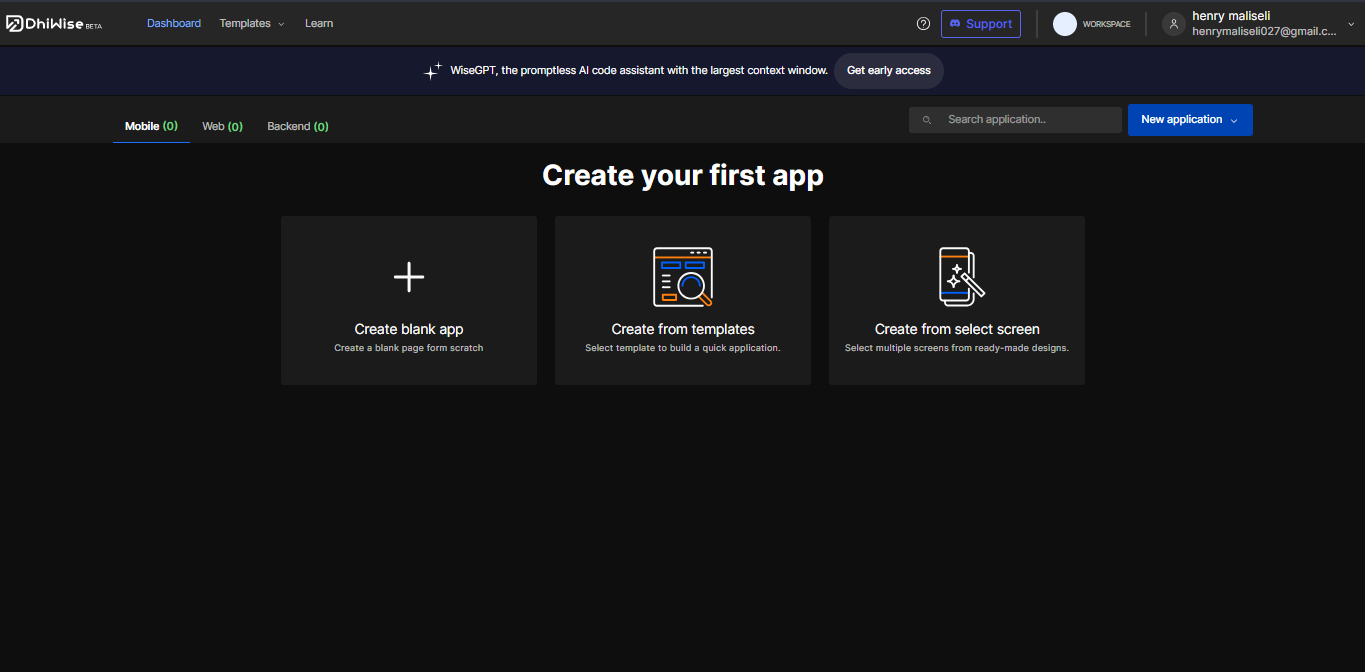 DhiWise BETA
Dashboard Templates Learn
Support
WORKSPACE
henry maliseli
henrymaliseli027@gmail.c...
WiseGPT, the promptless AI code assistant with the largest context window. Get early access
Mobile (0) Web (0) Backend (0)
Search application.. New application
Create your first app
Create blank app
Create a blank page form scratch
Create from templates
Select template to build a quick application.
Create from select screen
Select multiple screens from ready-made designs.